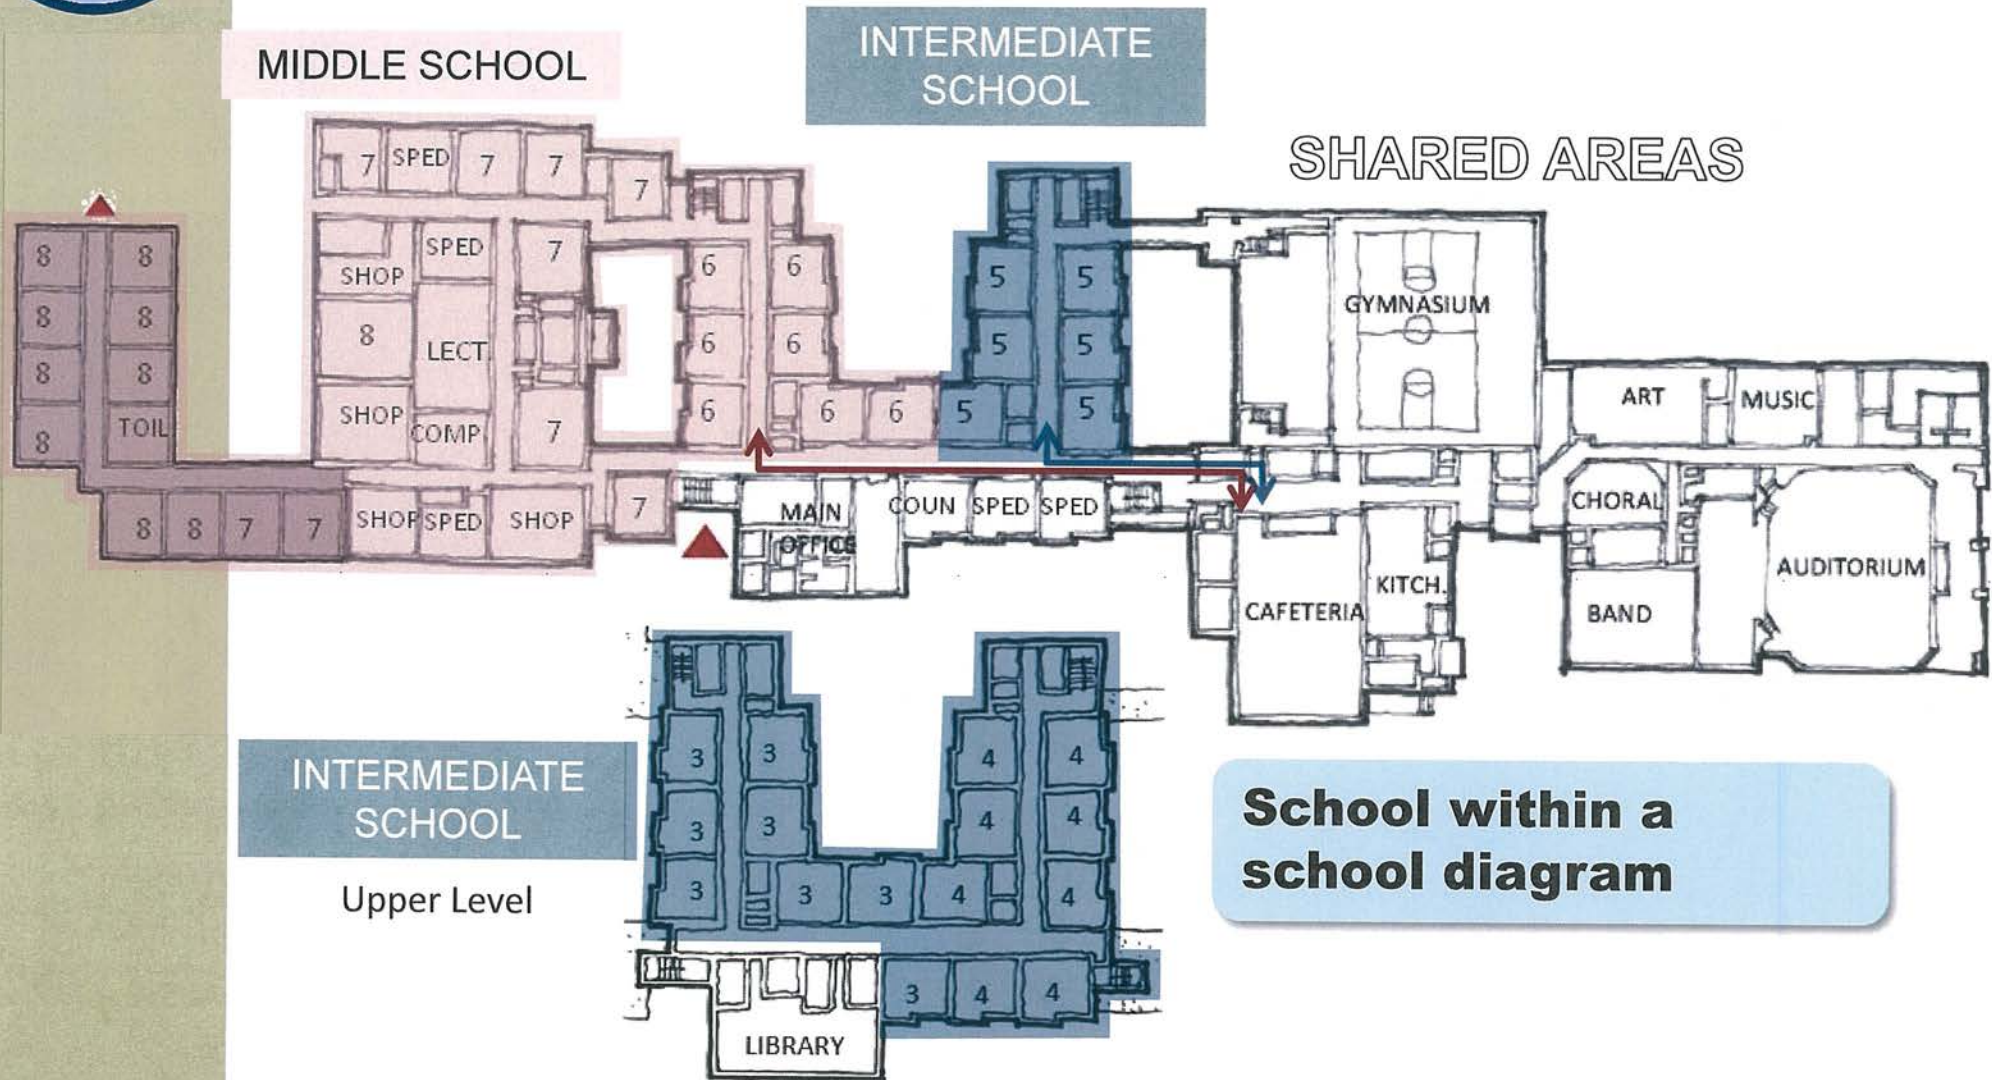 MIDDLE SCHOOL
INTERMEDIATE
SCHOOL
SHARED AREAS
7 SPED 7 7
7
8 8
SPED 7
SHOP
6 6
5 5
GYMNASIUM
8 8
8
LECT.
6 6
5 5
8 8
ART MUSIC
8 TOIL
SHOP COMP 7
6 6 6
5 5
8 8 7 7 SHOP SPED SHOP 7
MAIN
OFFICE
COUN SPED SPED
CHORAL
AUDITORIUM
KITCH.
CAFETERIA
BAND
INTERMEDIATE
SCHOOL
Upper Level
3 3 4 4
3 3 4 4
3 3 3 4 4
3 4 4
LIBRARY
School within a
school diagram